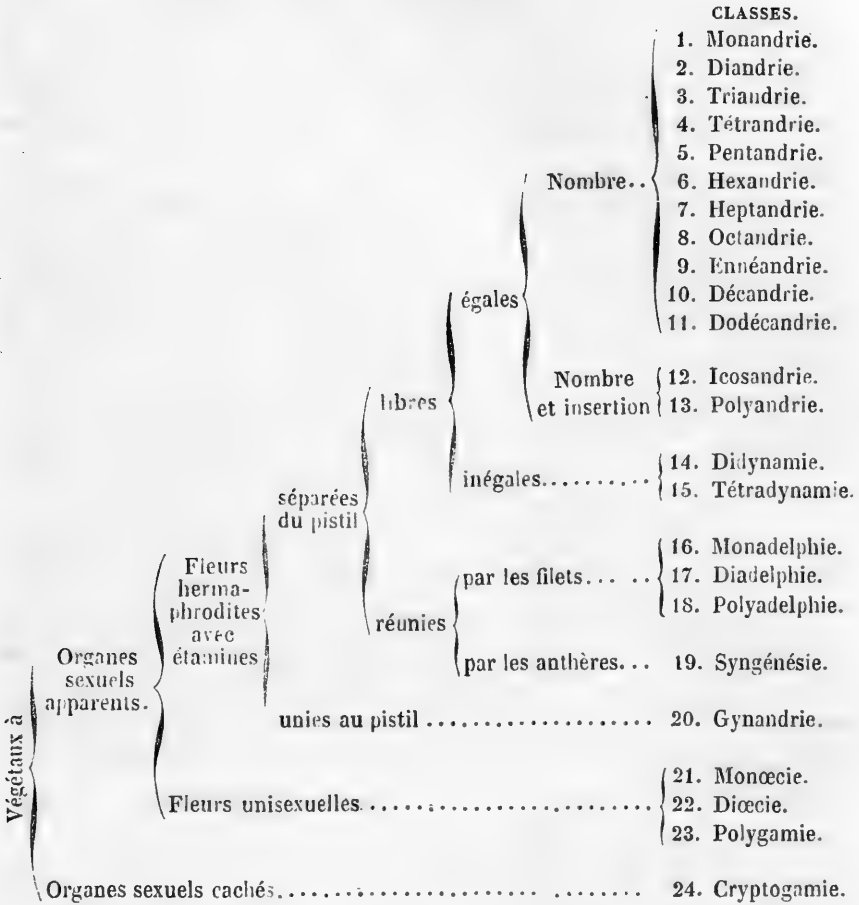 CLASSES.
1. Monandrie.
2. Diandrie.
3. Triandrie.
4. Tétrandrie.
5. Pentandrie.
Nombre.. 6. Hexandrie.
7. Heptandrie.
8. Octandrie.
9. Ennéandrie.
égales
10. Décandrie.
11. Dodécandrie.
Nombre 12. Icosandrie.
libres
et insertion 13. Polyandrie.
14. Didynamie.
inégales..........
15. Tétradynamie.
séparées
du pistil
16. Monadelphie.
Fleurs
par les filets... .. 17. Diadelphie.
herma-
phrodites
18. Polyadelphie.
réunies
avec
étamines
Organes
par les anthères... 19. Syngénésie.
sexuels
apparents.
unies au pistil .................... 20. Gynandrie.
Végétaux à
21. Monœcie.
Fleurs unisexuelles......................... 22. Diœcie.
23. Polygamie.
Organes sexuels cachés........................ ........ 24. Cryptogamie.